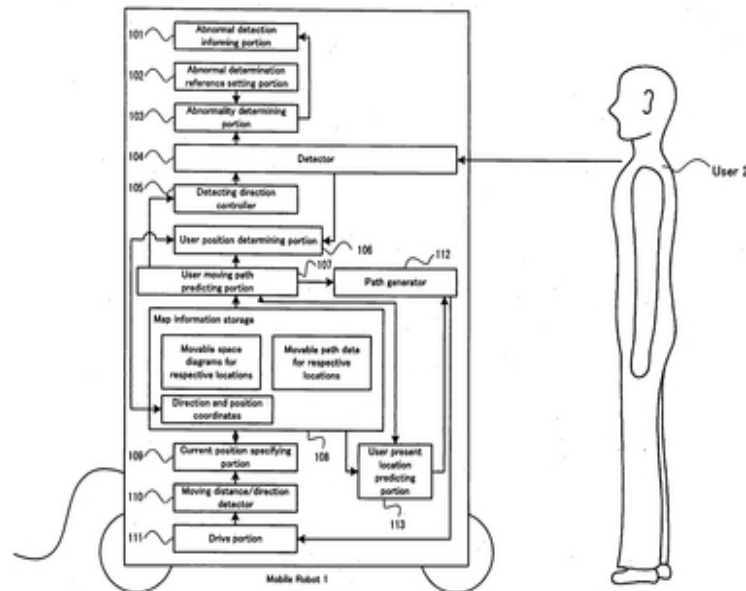 101
Abnormal detection
informing portion
102
Abnormal determination
reference setting portion
103
Abnormality determining
portion
104
Detector
User 2
105
Detecting direction
controller
User position determining portion
106
107
112
User moving path
predicting portion
Path generator
Map information storage
Movable space
diagrams for
respective locations
Movable path data
for respective
locations
Direction and position
coordinates
108
109
Current position specifying
portion
User present
location
predicting
portion
113
110
Moving distance/direction
detector
111
Drive portion
Mobile Robot 1